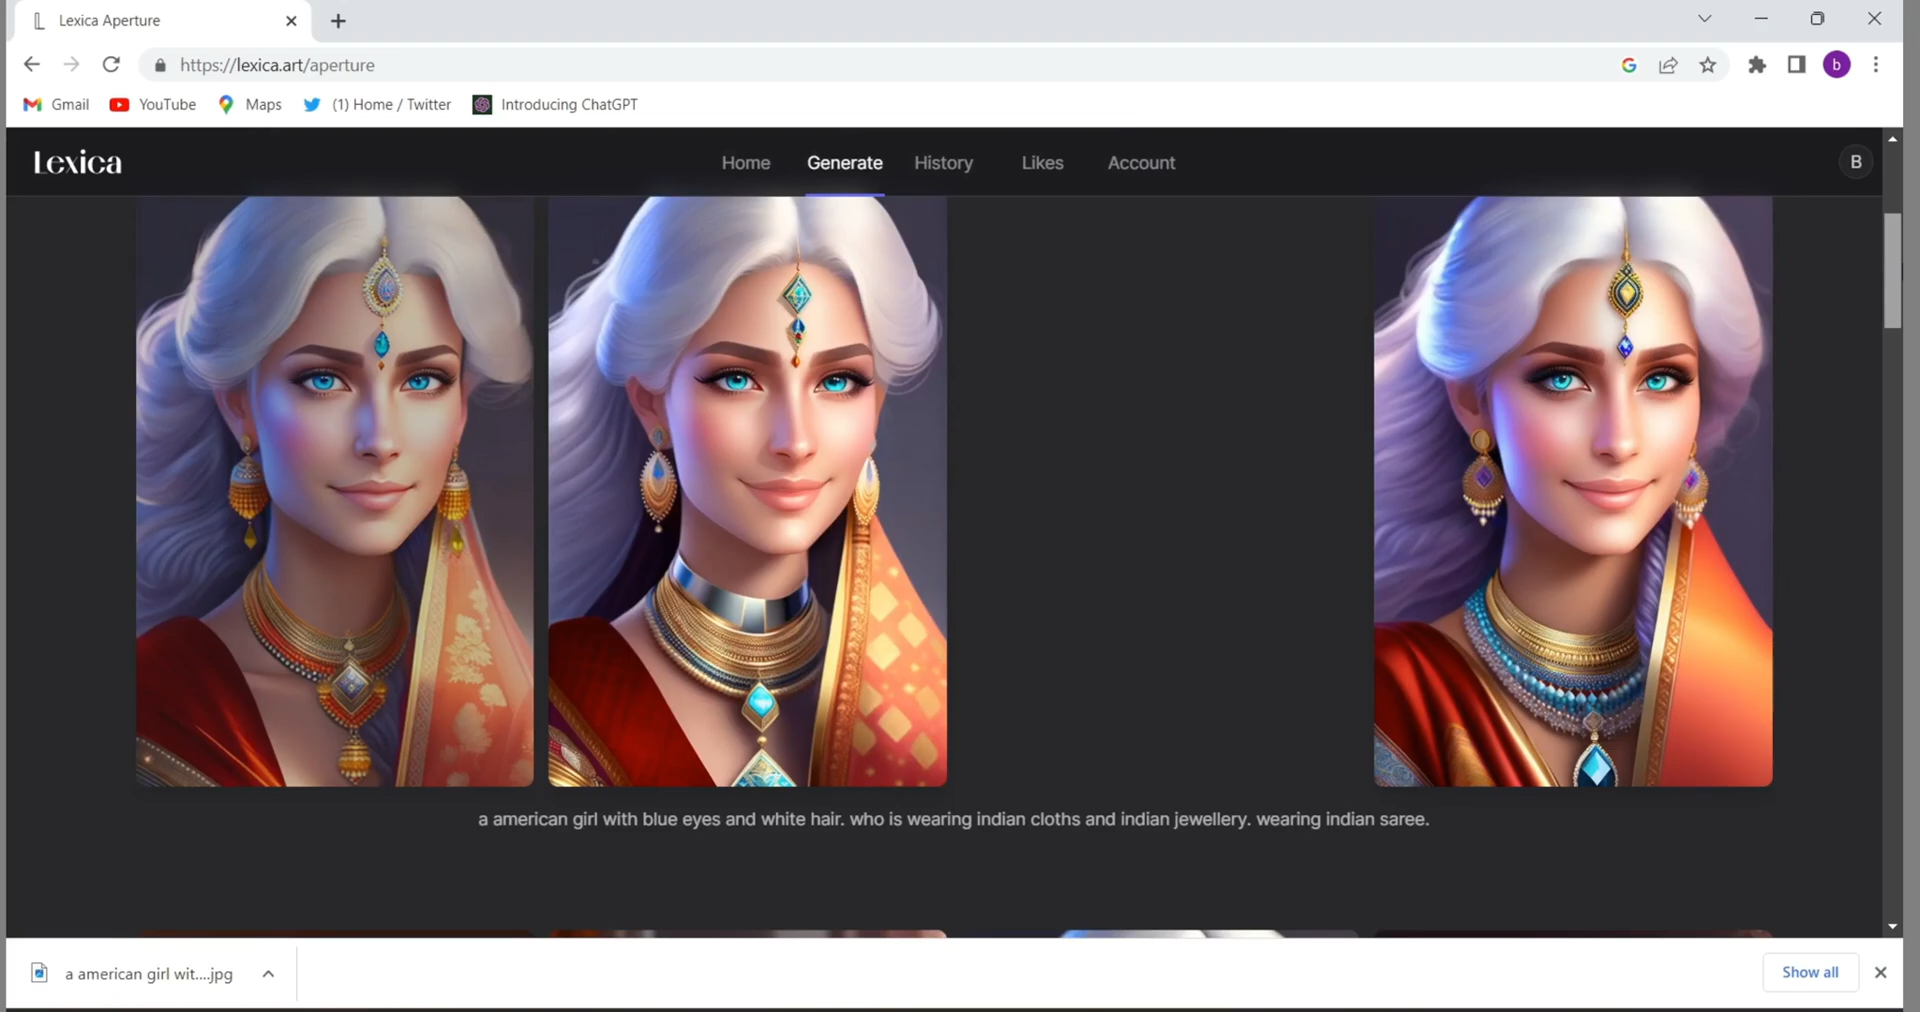 Lexica Aperture
https://lexica.art/aperture
b
Gmail YouTube Maps (1) Home / Twitter Introducing ChatGPT
Lexica Home Generate History Likes Account B
a american girl with blue eyes and white hair. who is wearing indian cloths and indian jewellery. wearing indian saree.
a american girl wit....jpg Show all